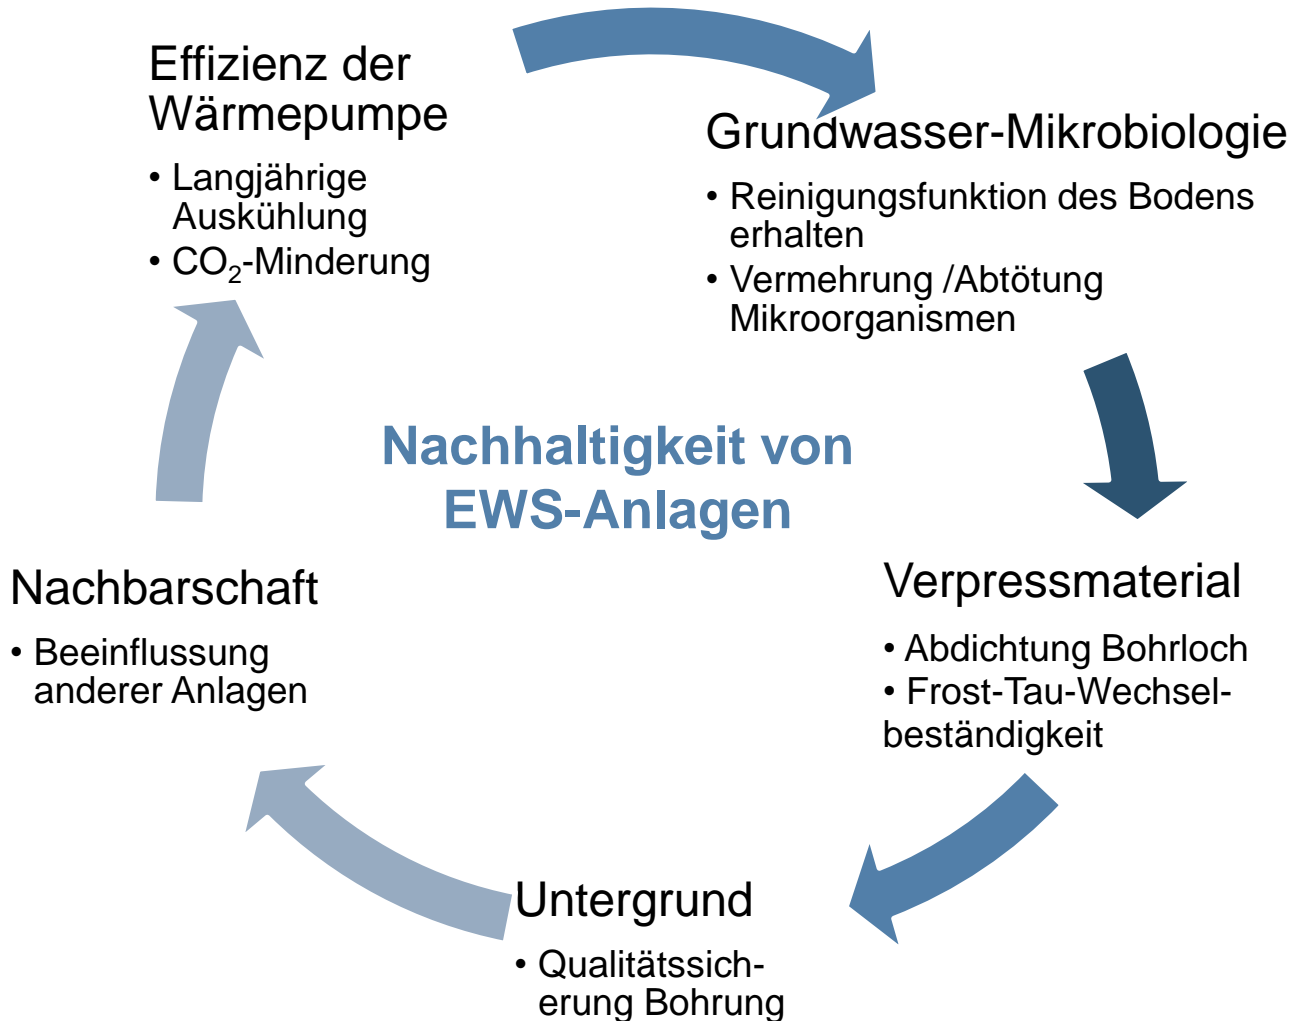 Effizienz der
Wärmepumpe
• Langjährige
Auskühlung
• CO₂-Minderung
Grundwasser-Mikrobiologie
• Reinigungsfunktion des Bodens
erhalten
• Vermehrung /Abtötung
Mikroorganismen
Nachhaltigkeit von
EWS-Anlagen
Verpressmaterial
• Abdichtung Bohrloch
• Frost-Tau-Wechsel-
beständigkeit
Untergrund
• Qualitätssich-
erung Bohrung
Nachbarschaft
• Beeinflussung
anderer Anlagen